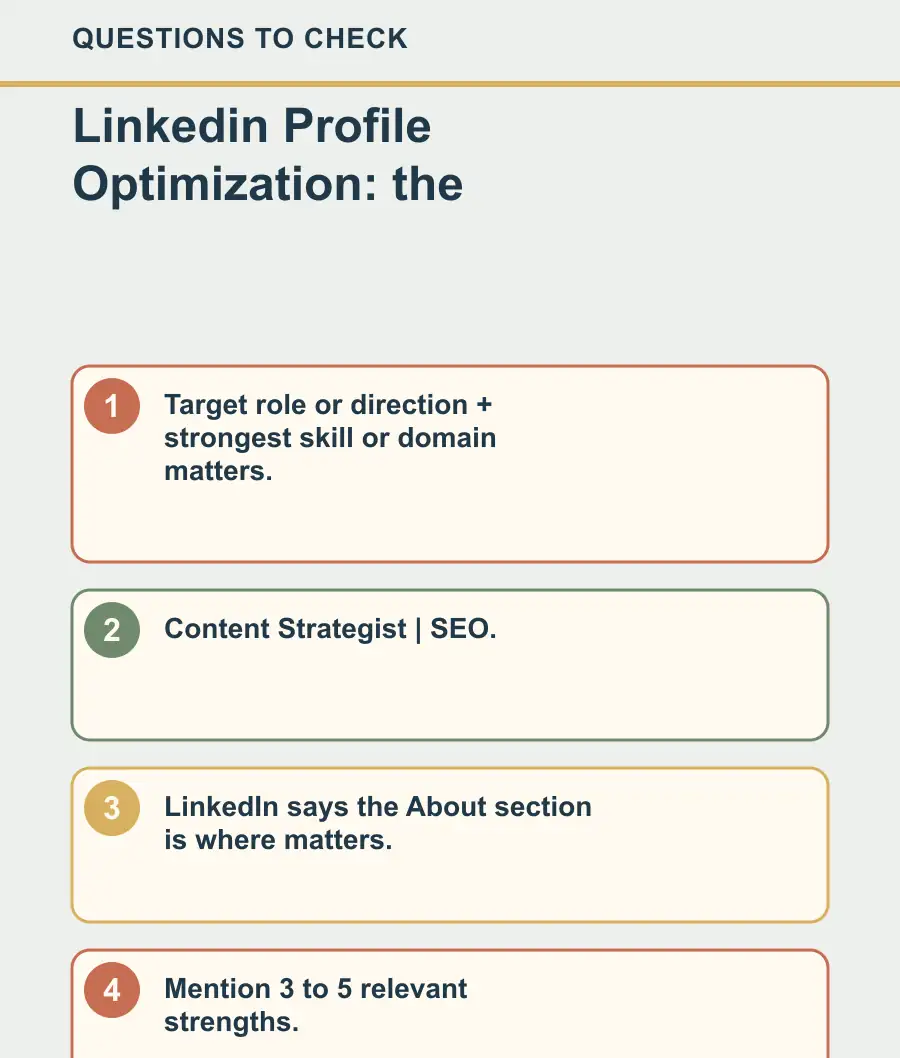 QUESTIONS TO CHECK
Linkedin Profile
Optimization: the
1
Target role or direction +
strongest skill or domain
matters.
2
Content Strategist | SEO.
3
LinkedIn says the About section
is where matters.
4
Mention 3 to 5 relevant
strengths.